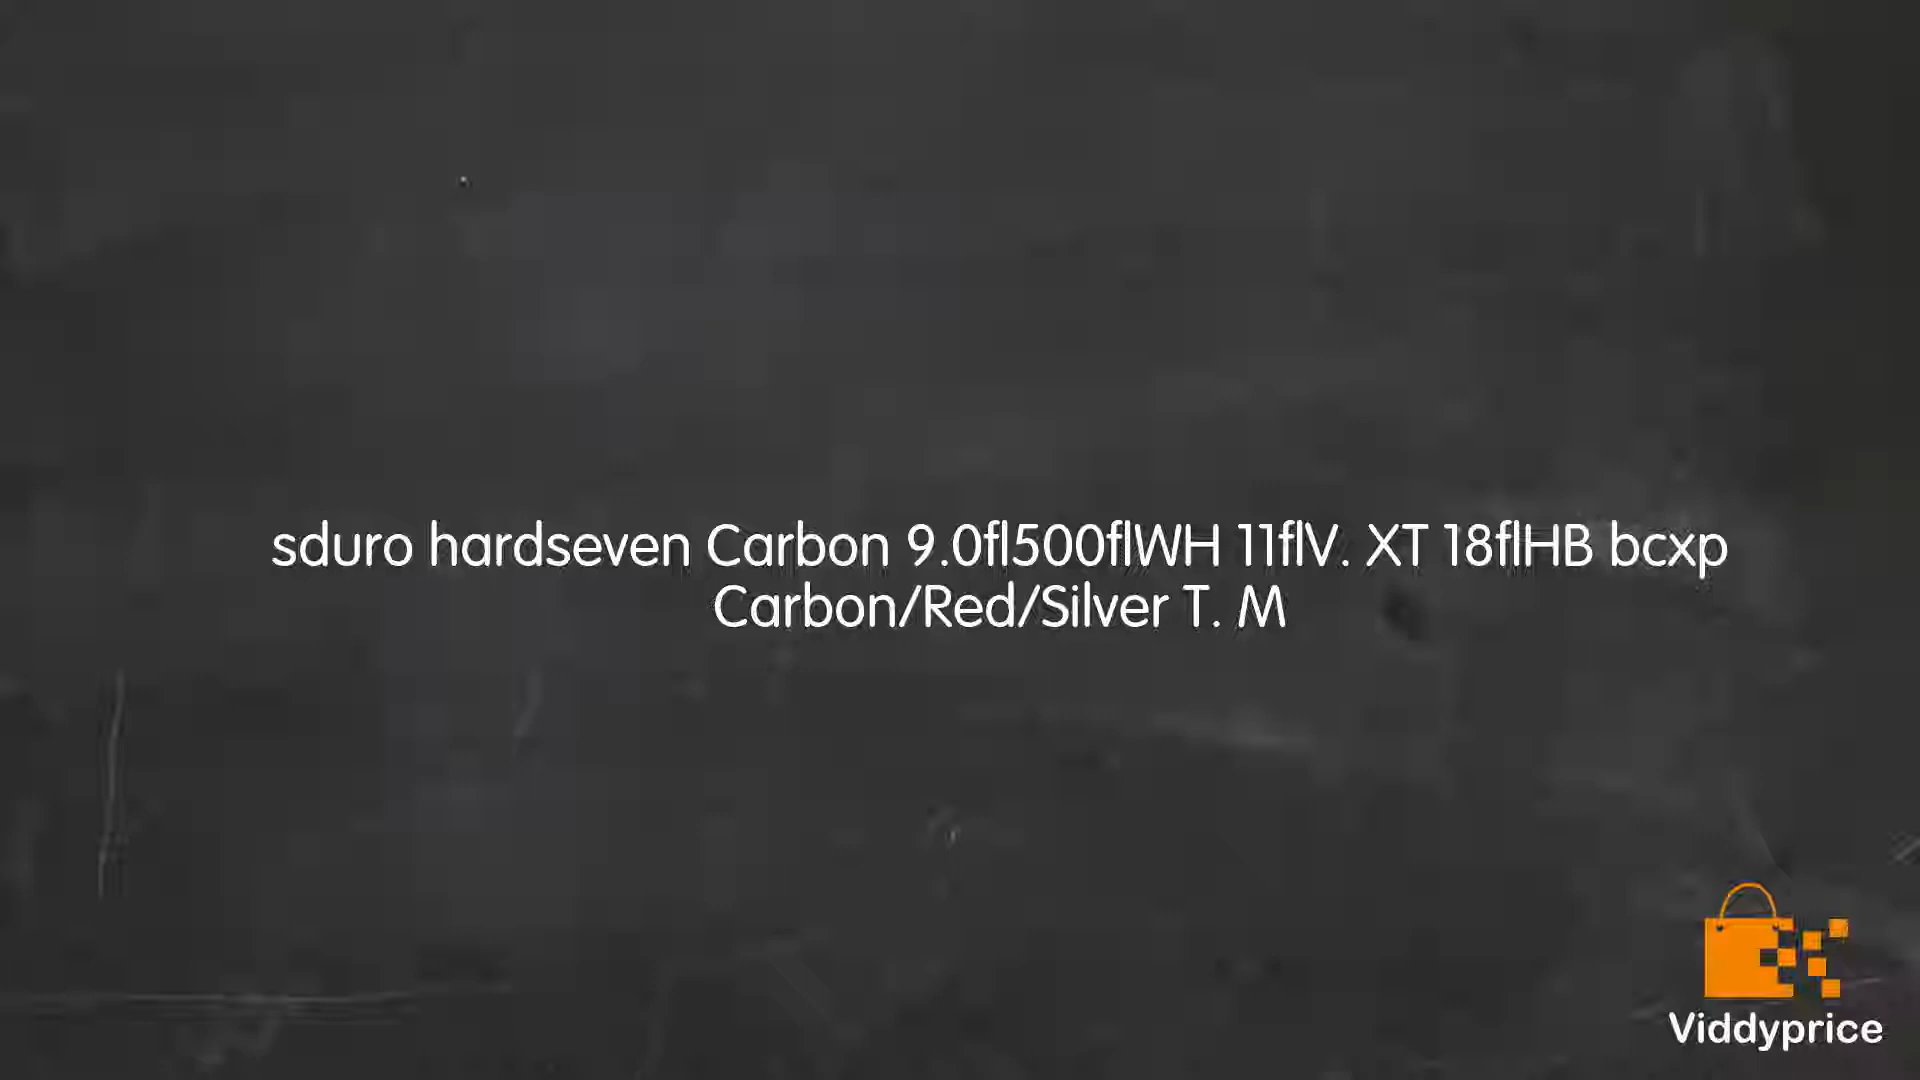 sduro hardseven Carbon 9.0fl500flWH 11flV. XT 18flHB bcxp
Carbon/Red/Silver T. M
Viddyprice